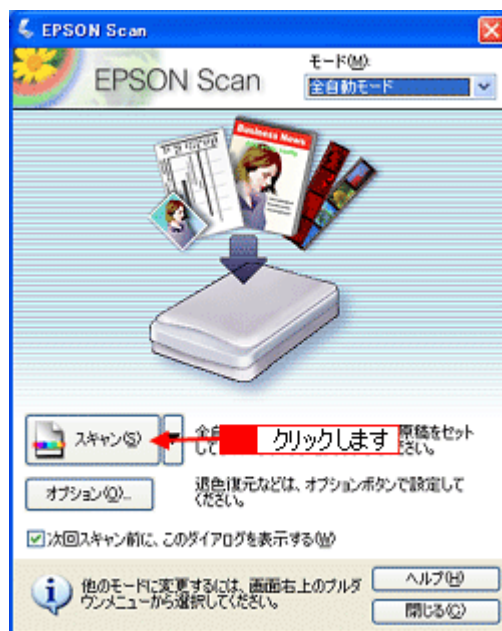 EPSON Scan
モード(M):
EPSON Scan
全自動モード
Business News
スキャン(S)
全自
原稿をセット
クリックします
して
さい。
オプション(O)...
退色復元などは、オプションボタンで設定して
ください。
次回スキャン前に、このダイアログを表示する(W)
他のモードに変更するには、画面右上のプルダ
ウンメニューから選択してください。
ヘルプ(H)
閉じる(C)